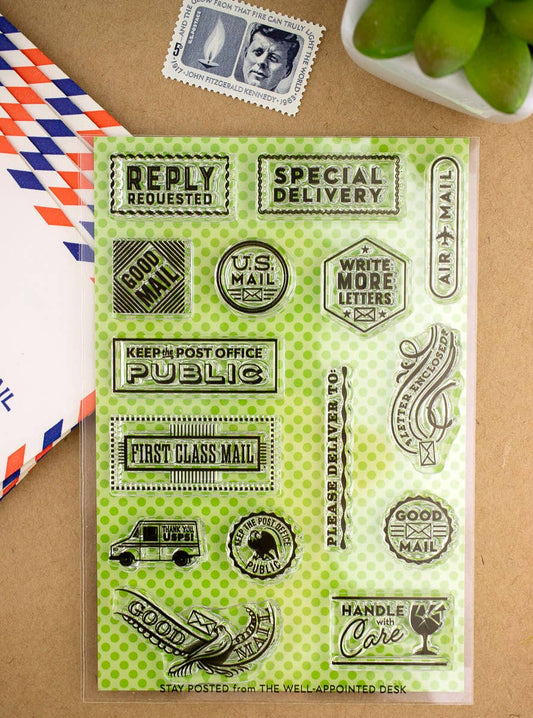 AND THE GLOW FROM THAT FIRE CAN TRULY LIGHT THE WORLD
5
1917·JOHN FITZGERALD KENNEDY·1963
REPLY
REQUESTED
SPECIAL
DELIVERY
AIR MAIL
GOOD
MAIL
U.S.
MAIL
WRITE
MORE
LETTERS
KEEP the POST OFFICE
PUBLIC
LETTER ENCLOSED
PLEASE DELIVER TO:
FIRST CLASS MAIL
THANK YOU,
USPS!
KEEP THE POST OFFICE
PUBLIC
GOOD
MAIL
GOOD MAIL
HANDLE
with
Care
STAY POSTED from THE WELL-APPOINTED DESK